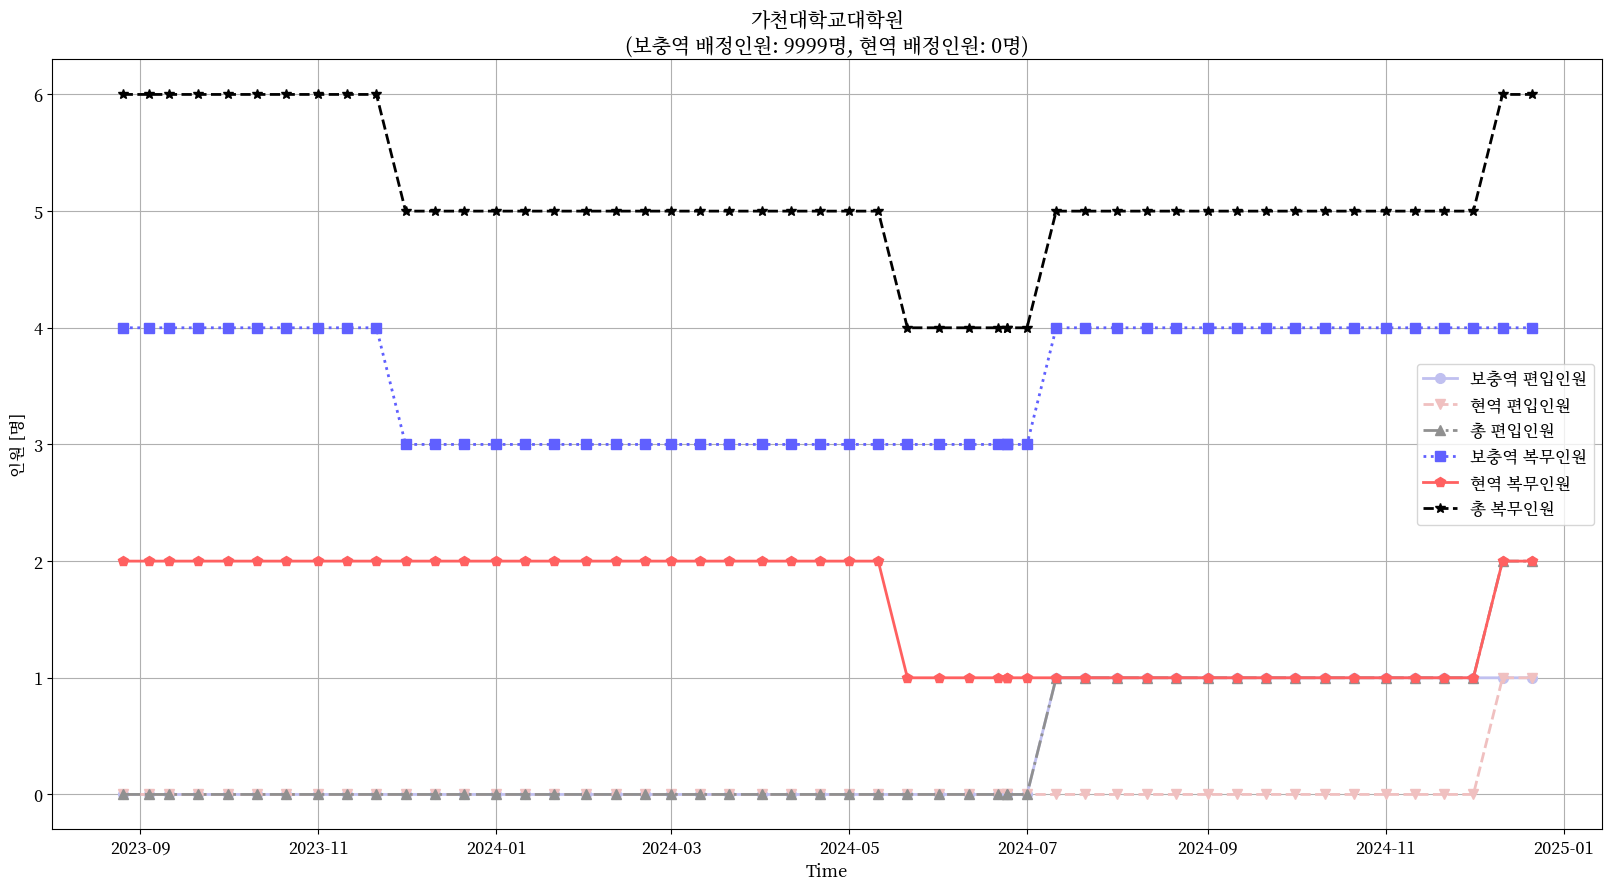 가천대학교대학원
(보충역 배정인원: 9999명, 현역 배정인원: 0명)
6
5
4
3
2
1
0
인원 [명]
보충역 편입인원
현역 편입인원
총 편입인원
보충역 복무인원
현역 복무인원
총 복무인원
2023-09
2023-11
2024-01
2024-03
2024-05
2024-07
2024-09
2024-11
2025-01
Time